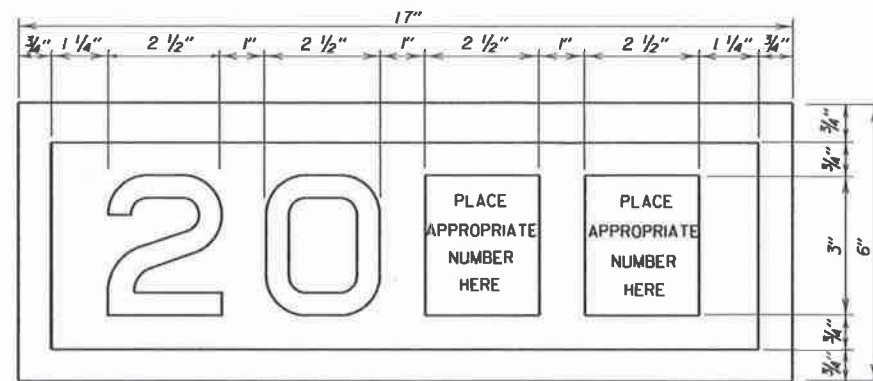 17"
¾" 1 ¼" 2 ½" 1" 2 ½" 1" 2 ½" 1" 2 ½" 1 ¼" ¾"
¾"
¾"
20
PLACE
APPROPRIATE
NUMBER
HERE
PLACE
APPROPRIATE
NUMBER
HERE
3"
6"
¾"
¾"